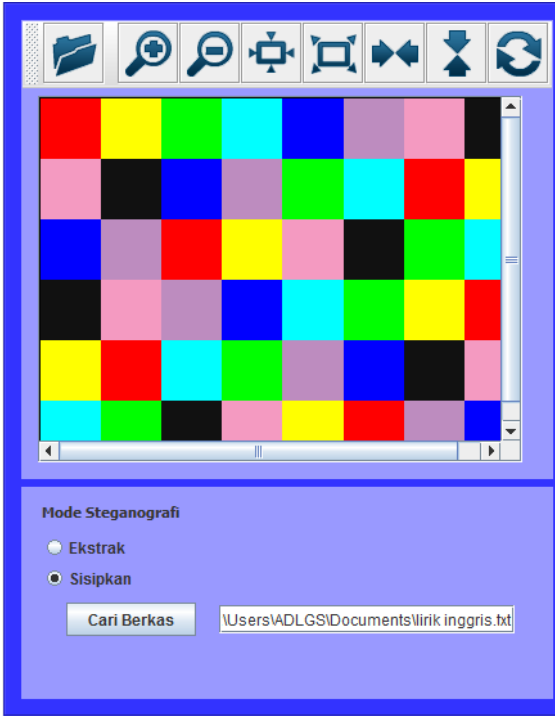 Mode Steganografi
Ekstrak
Sisipkan
Cari Berkas
\Users\ADLGS\Documents\lirik inggris.txt